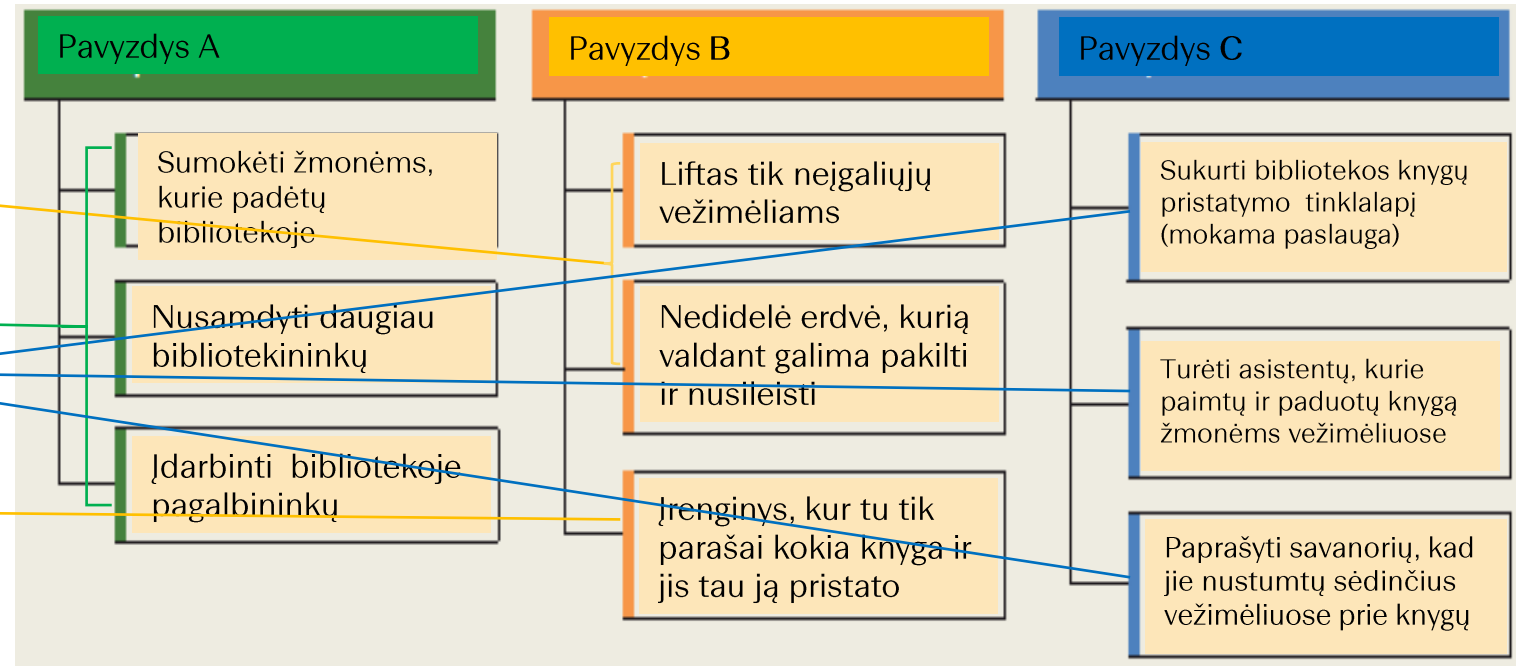 Pavyzdys A
Sumokėti žmonėms,
kurie padėtų
bibliotekoje
Nusamdyti daugiau
bibliotekininkų
Įdarbinti bibliotekoje
pagalbininkų
Pavyzdys B
Liftas tik neįgaliųjų
vežimėliams
Nedidelė erdvė, kurią
valdant galima pakilti
ir nusileisti
Įrenginys, kur tu tik
parašai kokia knyga ir
jis tau ją pristato
Pavyzdys C
Sukurti bibliotekos knygų
pristatymo tinklalapį
(mokama paslauga)
Turėti asistentų, kurie
paimtų ir paduotų knygą
žmonėms vežimėliuose
Paprašyti savanorių, kad
jie nustumtų sėdinčius
vežimėliuose prie knygų